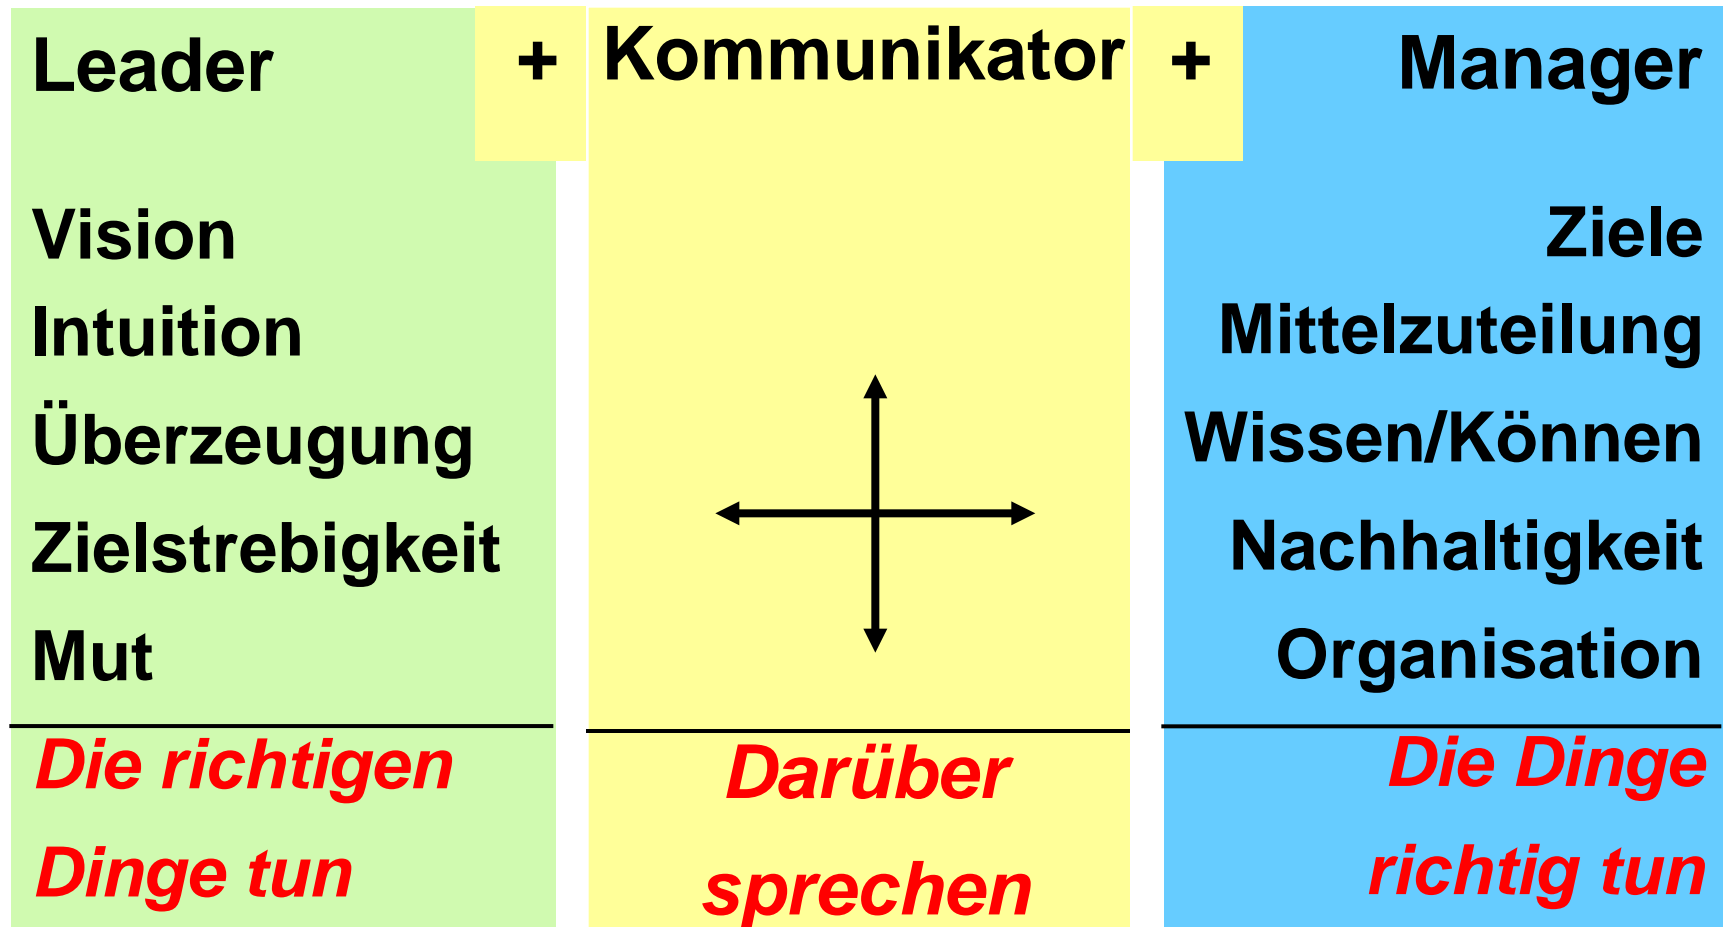 Leader + Kommunikator + Manager
Vision
Intuition
Überzeugung
Zielstrebigkeit
Mut
Die richtigen
Dinge tun
Darüber
sprechen
Ziele
Mittelzuteilung
Wissen/Können
Nachhaltigkeit
Organisation
Die Dinge
richtig tun